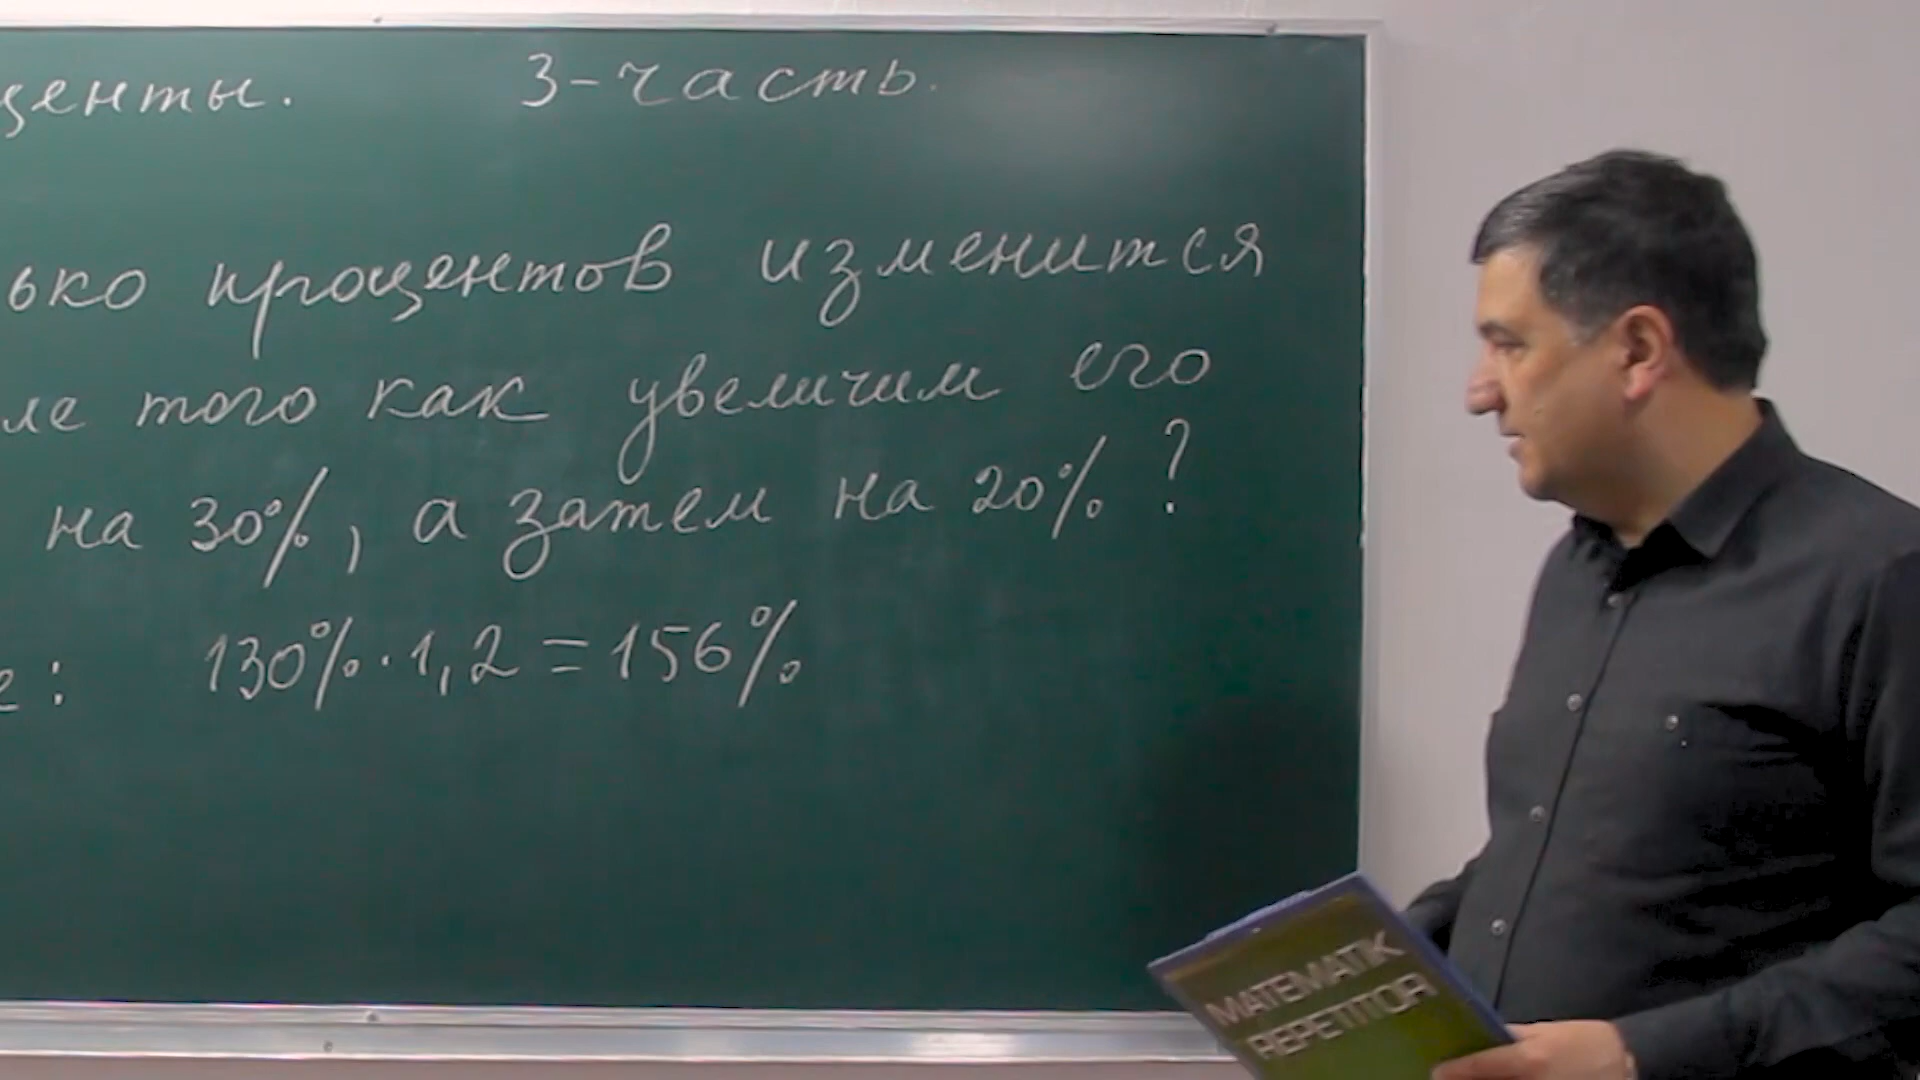 центы. 3-часть.
ько процентов изменится
ле того как увеличим его
на 30%, а затем на 20%?
е: 130%·1,2=156%
MATEMATIK
REPETITOR